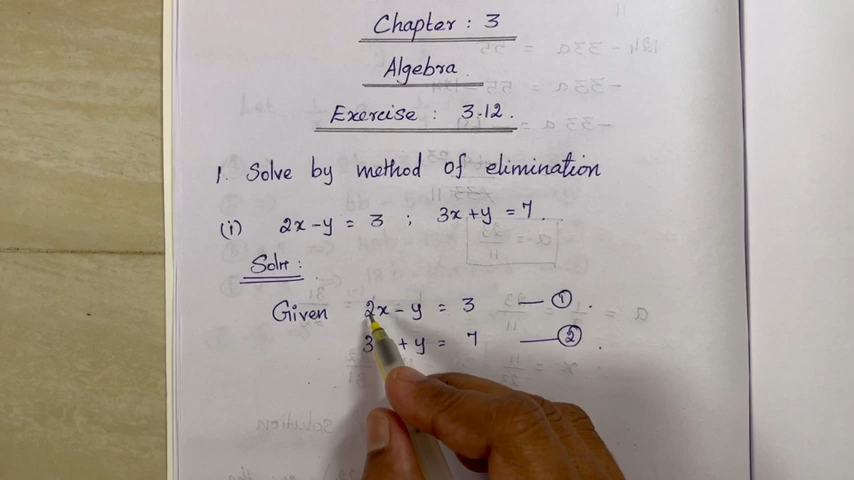 Chapter : 3
Algebra
Exercise : 3.12.
1. Solve by method of elimination
(i) 2x - y = 3 ; 3x + y = 7.
Soln :
Given 2x - y = 3 — ①.
3 + y = 7 — ②.